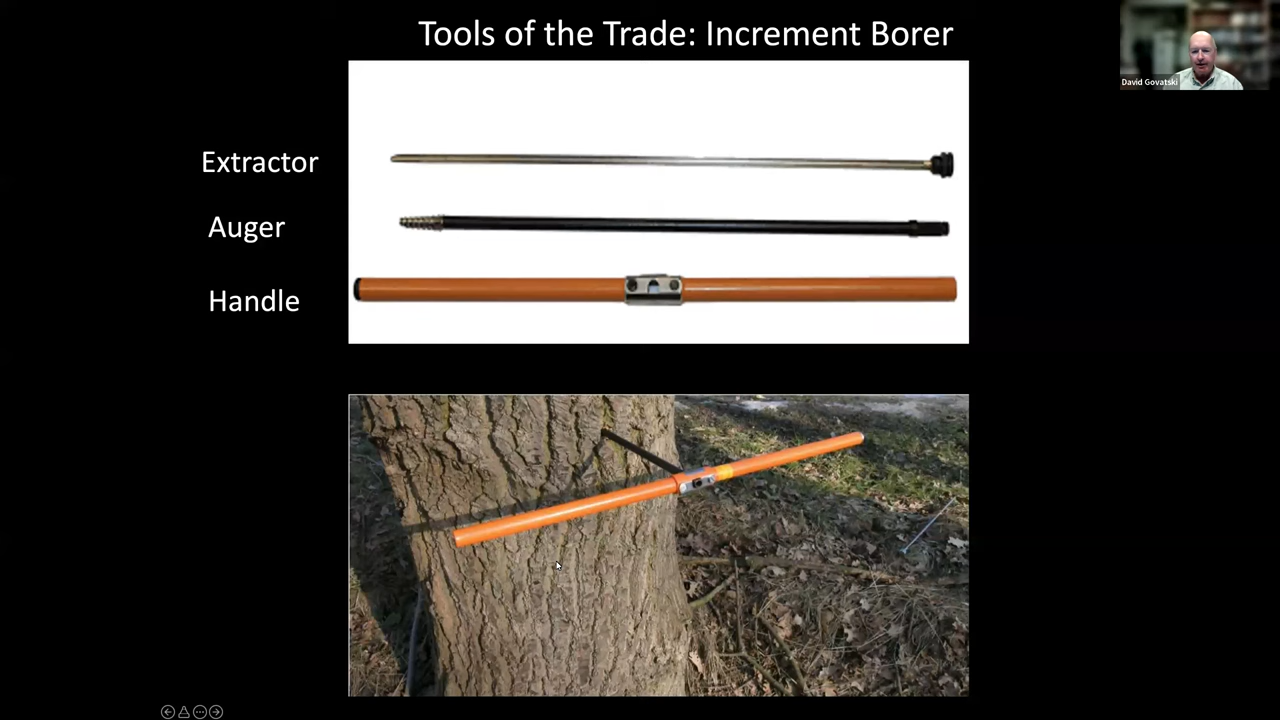 Tools of the Trade: Increment Borer
David Govatski
Extractor
Auger
Handle